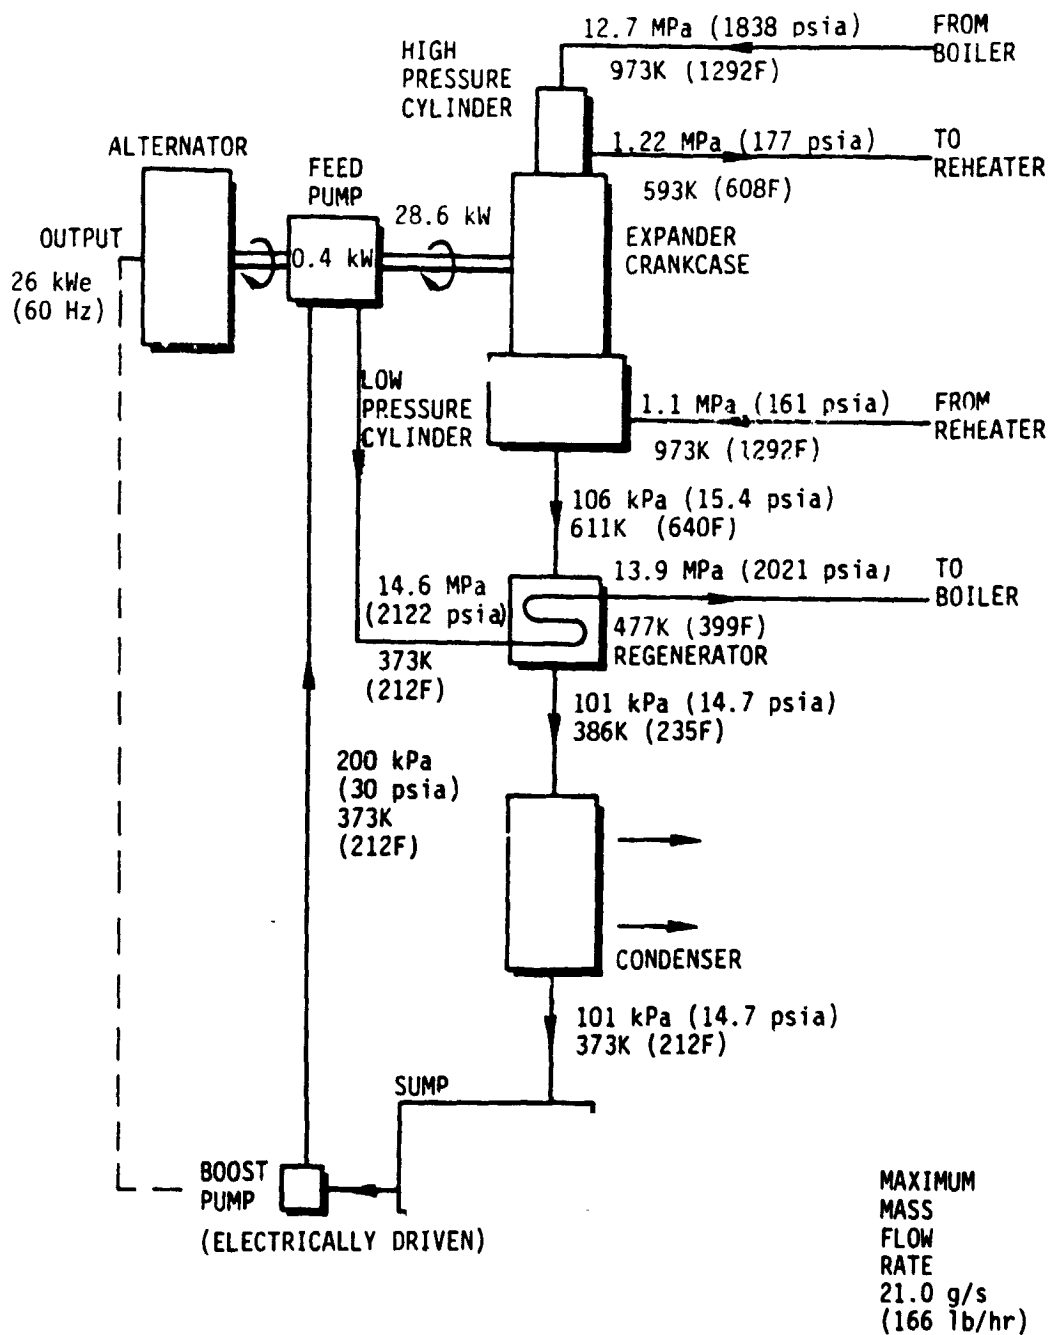 12.7 MPa (1838 psia)
973K (1292F)
FROM
BOILER
HIGH
PRESSURE
CYLINDER
1.22 MPa (177 psia)
593K (608F)
TO
REHEATER
ALTERNATOR
FEED
PUMP
28.6 kW
0.4 kW
OUTPUT
26 kWe
(60 Hz)
EXPANDER
CRANKCASE
LOW
PRESSURE
CYLINDER
1.1 MPa (161 psia)
973K (1292F)
FROM
REHEATER
106 kPa (15.4 psia)
611K (640F)
14.6 MPa
(2122 psia)
373K
(212F)
13.9 MPa (2021 psia,
477K (399F)
REGENERATOR
TO
BOILER
101 kPa (14.7 psia)
386K (235F)
200 kPa
(30 psia)
373K
(212F)
CONDENSER
101 kPa (14.7 psia)
373K (212F)
SUMP
BOOST
PUMP
(ELECTRICALLY DRIVEN)
MAXIMUM
MASS
FLOW
RATE
21.0 g/s
(166 lb/hr)